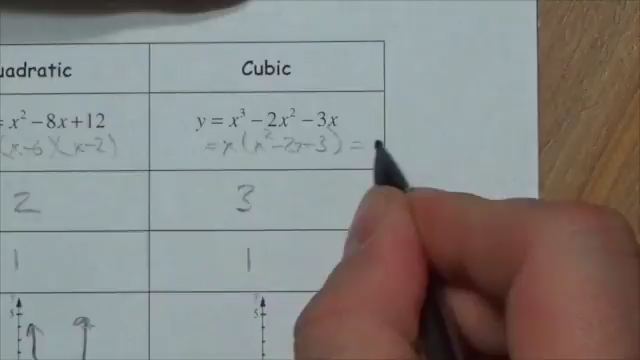 uadratic Cubic
= x² – 8x + 12 y = x³ – 2x² – 3x
(x-6)(x-2) = x(x²-2x-3) =
2 3
1 1
5 5